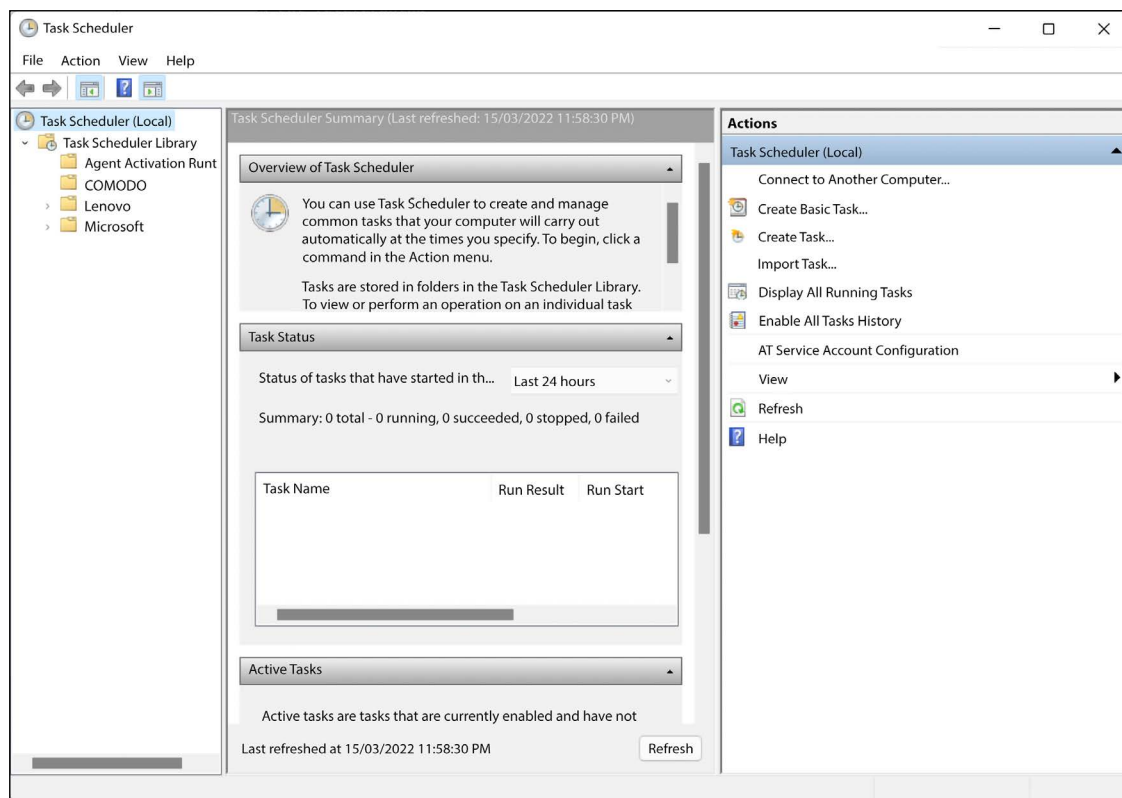 Task Scheduler
File Action View Help
Task Scheduler (Local)
Task Scheduler Library
Agent Activation Runt
COMODO
Lenovo
Microsoft
Task Scheduler Summary (Last refreshed: 15/03/2022 11:58:30 PM)
Overview of Task Scheduler
You can use Task Scheduler to create and manage
common tasks that your computer will carry out
automatically at the times you specify. To begin, click a
command in the Action menu.
Tasks are stored in folders in the Task Scheduler Library.
To view or perform an operation on an individual task
Task Status
Status of tasks that have started in th... Last 24 hours
Summary: 0 total - 0 running, 0 succeeded, 0 stopped, 0 failed
Task Name Run Result Run Start
Active Tasks
Active tasks are tasks that are currently enabled and have not
Last refreshed at 15/03/2022 11:58:30 PM Refresh
Actions
Task Scheduler (Local)
Connect to Another Computer...
Create Basic Task...
Create Task...
Import Task...
Display All Running Tasks
Enable All Tasks History
AT Service Account Configuration
View
Refresh
Help